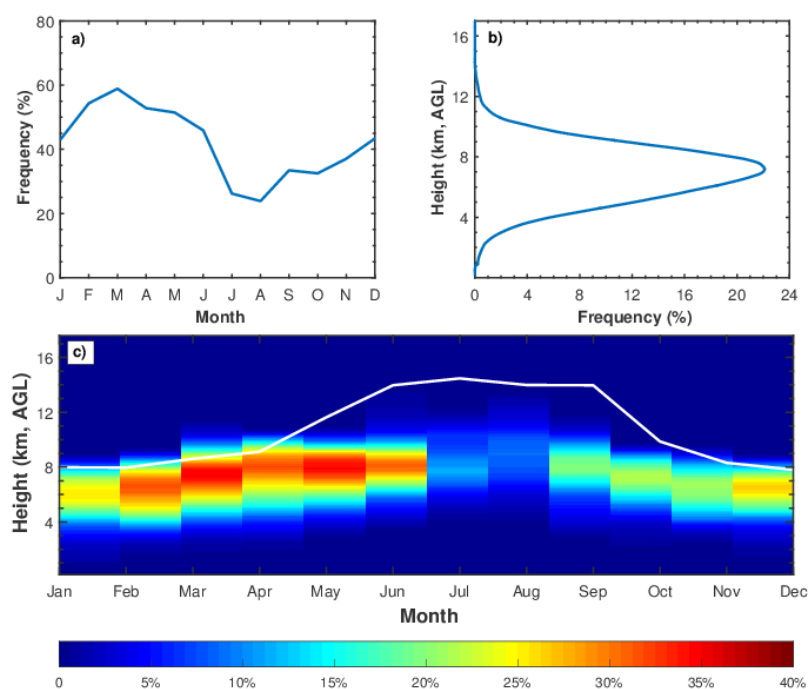 a)
80
60
40
20
0
Frequency (%)
J F M A M J J A S O N D
Month
b)
16
12
8
4
Height (km, AGL)
0 4 8 12 16 20 24
Frequency (%)
c)
16
12
8
4
Height (km, AGL)
Jan Feb Mar Apr May Jun Jul Aug Sep Oct Nov Dec
Month
0 5% 10% 15% 20% 25% 30% 35% 40%